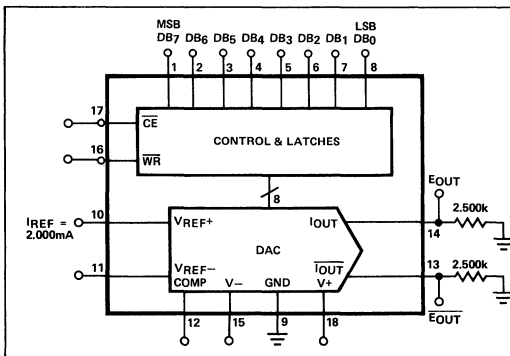 MSB LSB
DB7 DB6 DB5 DB4 DB3 DB2 DB1 DB0
1 2 3 4 5 6 7 8
17
CE
CONTROL & LATCHES
16
WR
8
EOUT
IREF =
2.000mA
10
VREF+
IOUT
2.500k
14
DAC
11
VREF−
IOUT
13
2.500k
COMP V− GND V+
EOUT
12 15 9 18